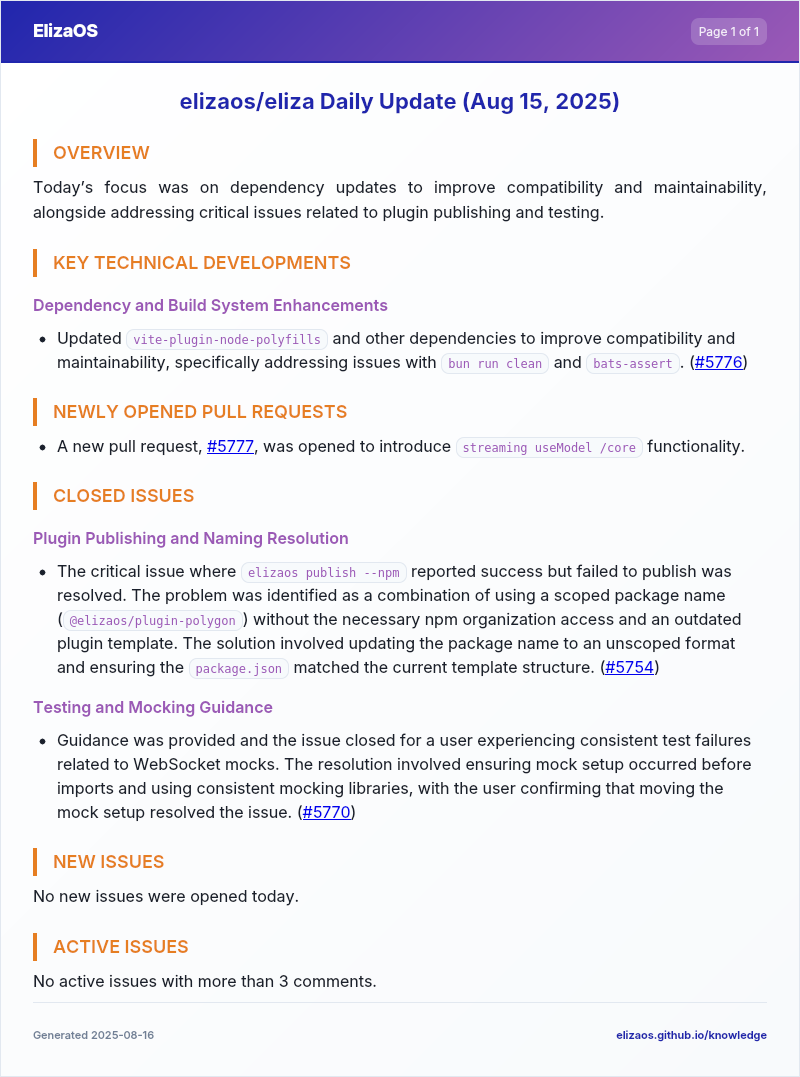 ElizaOS
Page 1 of 1
elizaos/eliza Daily Update (Aug 15, 2025)
OVERVIEW
Today's focus was on dependency updates to improve compatibility and maintainability,
alongside addressing critical issues related to plugin publishing and testing.
KEY TECHNICAL DEVELOPMENTS
Dependency and Build System Enhancements
• Updated vite-plugin-node-polyfills and other dependencies to improve compatibility and
maintainability, specifically addressing issues with bun run clean and bats-assert. (#5776)
NEWLY OPENED PULL REQUESTS
• A new pull request, #5777, was opened to introduce streaming useModel /core functionality.
CLOSED ISSUES
Plugin Publishing and Naming Resolution
• The critical issue where elizaos publish --npm reported success but failed to publish was
resolved. The problem was identified as a combination of using a scoped package name
(@elizaos/plugin-polygon) without the necessary npm organization access and an outdated
plugin template. The solution involved updating the package name to an unscoped format
and ensuring the package.json matched the current template structure. (#5754)
Testing and Mocking Guidance
• Guidance was provided and the issue closed for a user experiencing consistent test failures
related to WebSocket mocks. The resolution involved ensuring mock setup occurred before
imports and using consistent mocking libraries, with the user confirming that moving the
mock setup resolved the issue. (#5770)
NEW ISSUES
No new issues were opened today.
ACTIVE ISSUES
No active issues with more than 3 comments.
Generated 2025-08-16
elizaos.github.io/knowledge